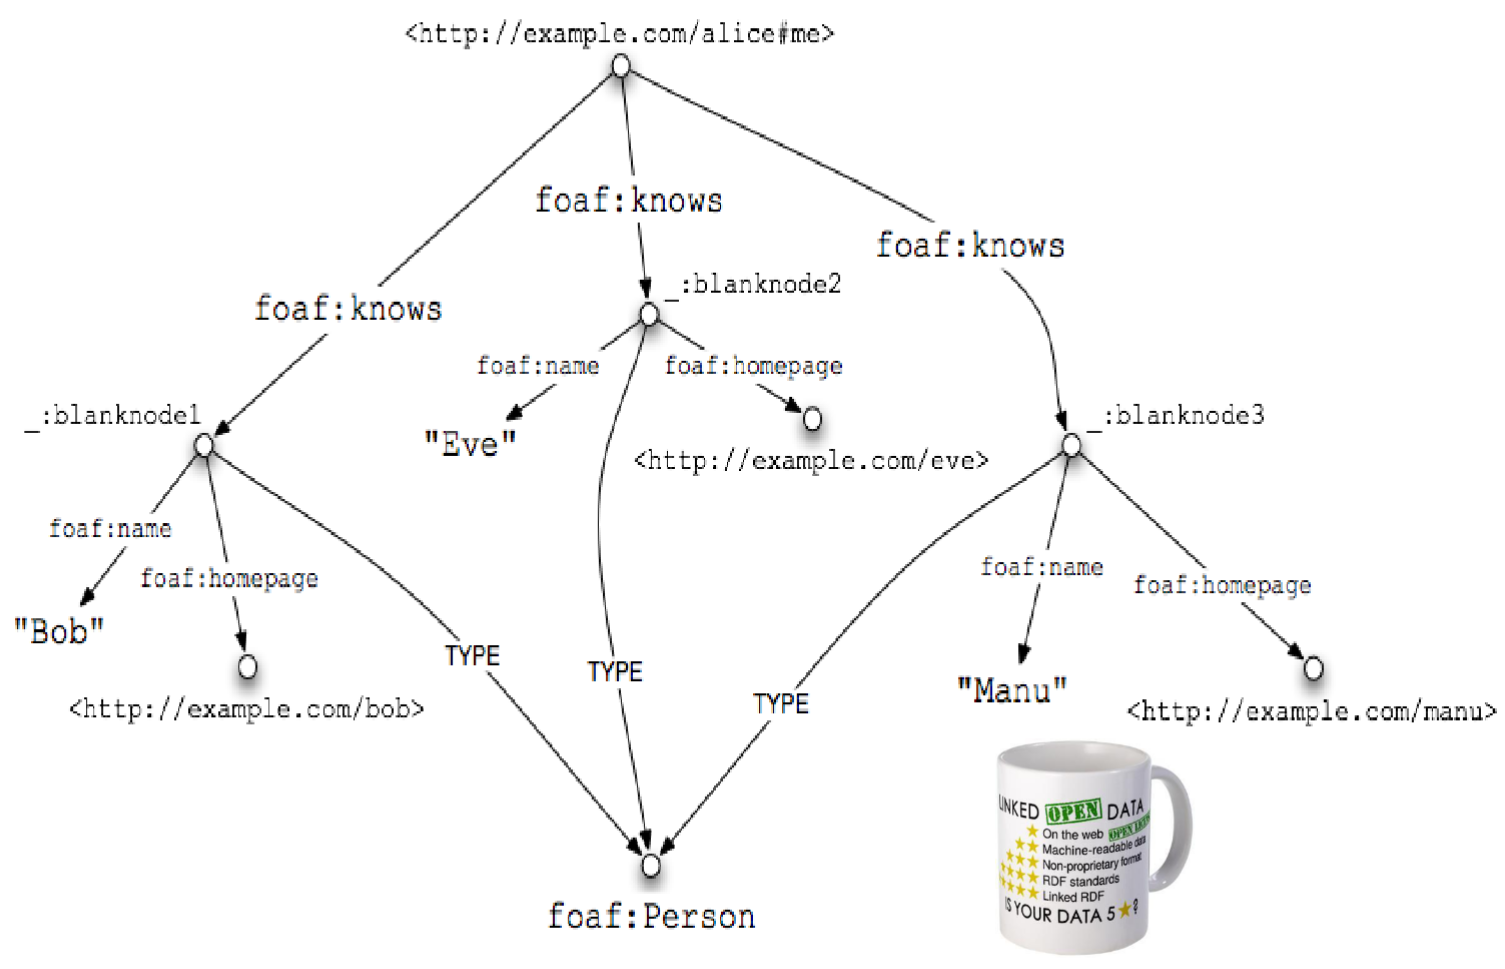 <http://example.com/alice#me>
foaf:knows
foaf:knows
foaf:knows
_:blanknode2
foaf:name
foaf:homepage
"Eve"
<http://example.com/eve>
_:blanknode1
foaf:name
foaf:homepage
"Bob"
<http://example.com/bob>
_:blanknode3
foaf:name
foaf:homepage
"Manu"
<http://example.com/manu>
TYPE
TYPE
TYPE
foaf:Person
LINKED OPEN DATA
On the web OPEN
Machine-readable data
Non-proprietary format
RDF standards
Linked RDF
IS YOUR DATA 5 ★?